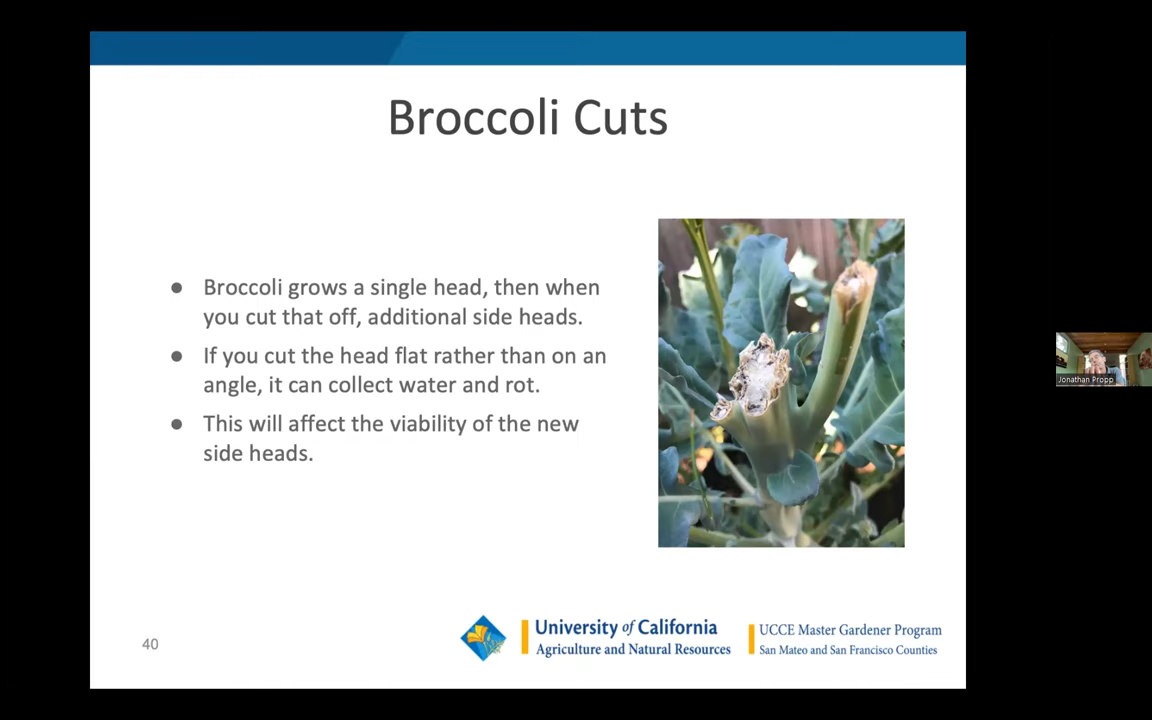 Broccoli Cuts
● Broccoli grows a single head, then when
you cut that off, additional side heads.
● If you cut the head flat rather than on an
angle, it can collect water and rot.
● This will affect the viability of the new
side heads.
Jonathan Propp
40
University of California
Agriculture and Natural Resources
UCCE Master Gardener Program
San Mateo and San Francisco Counties